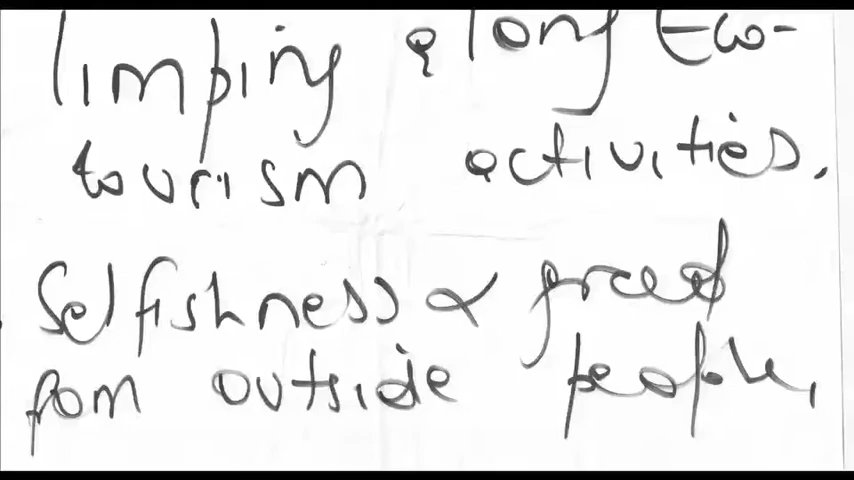 limping along Eco-
tourism activities,
Selfishness & greed
from outside people,